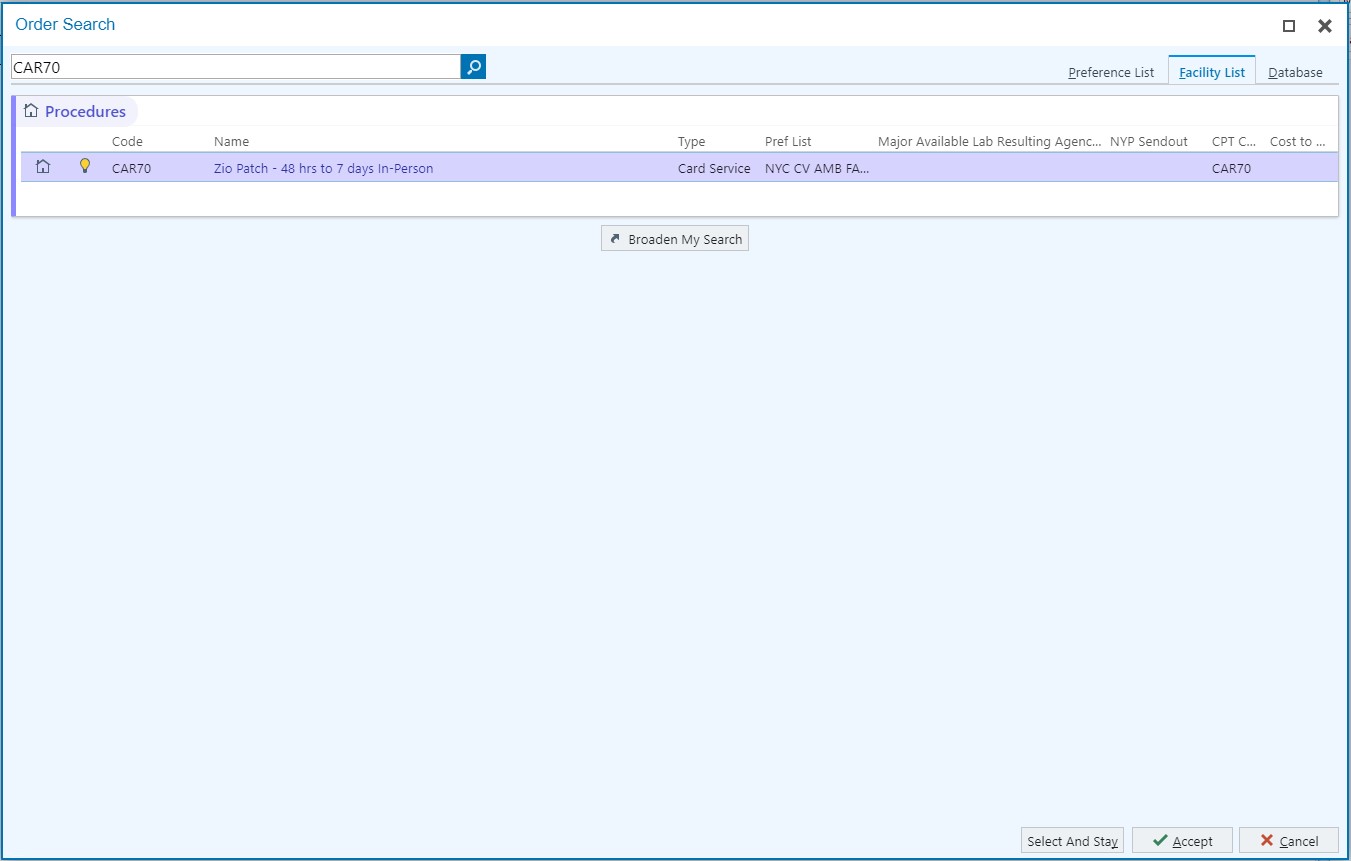 Order Search
CAR70
Preference List Facility List Database
Procedures
Code Name Type Pref List Major Available Lab Resulting Agenc... NYP Sendout CPT C... Cost to ...
CAR70 Zio Patch - 48 hrs to 7 days In-Person Card Service NYC CV AMB FA... CAR70
Broaden My Search
Select And Stay Accept Cancel